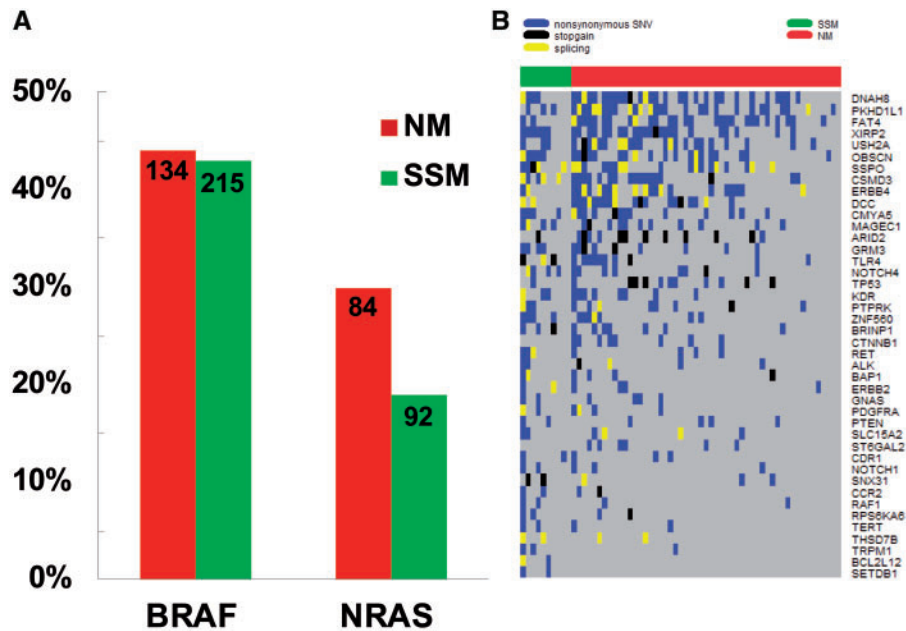 A
50%
40%
30%
20%
10%
0%
NM
SSM
134
215
84
92
BRAF
NRAS
B
nonsynonymous SNV
stopgain
splicing
SSM
NM
DNAH8
PKHD1L1
FAT4
XIRP2
USH2A
OBSCN
SSPO
CSMD3
ERBB4
DCC
CMYA5
MAGEC1
ARID2
GRM3
TLR4
NOTCH4
TP53
KDR
PTPRK
ZNF560
BRINP1
CTNNB1
RET
ALK
BAP1
ERBB2
GNAS
PDGFRA
PTEN
SLC15A2
ST6GAL2
CDR1
NOTCH1
SNX31
CCR2
RAF1
RPS6KA6
TERT
THSD7B
TRPM1
BCL2L12
SETDB1